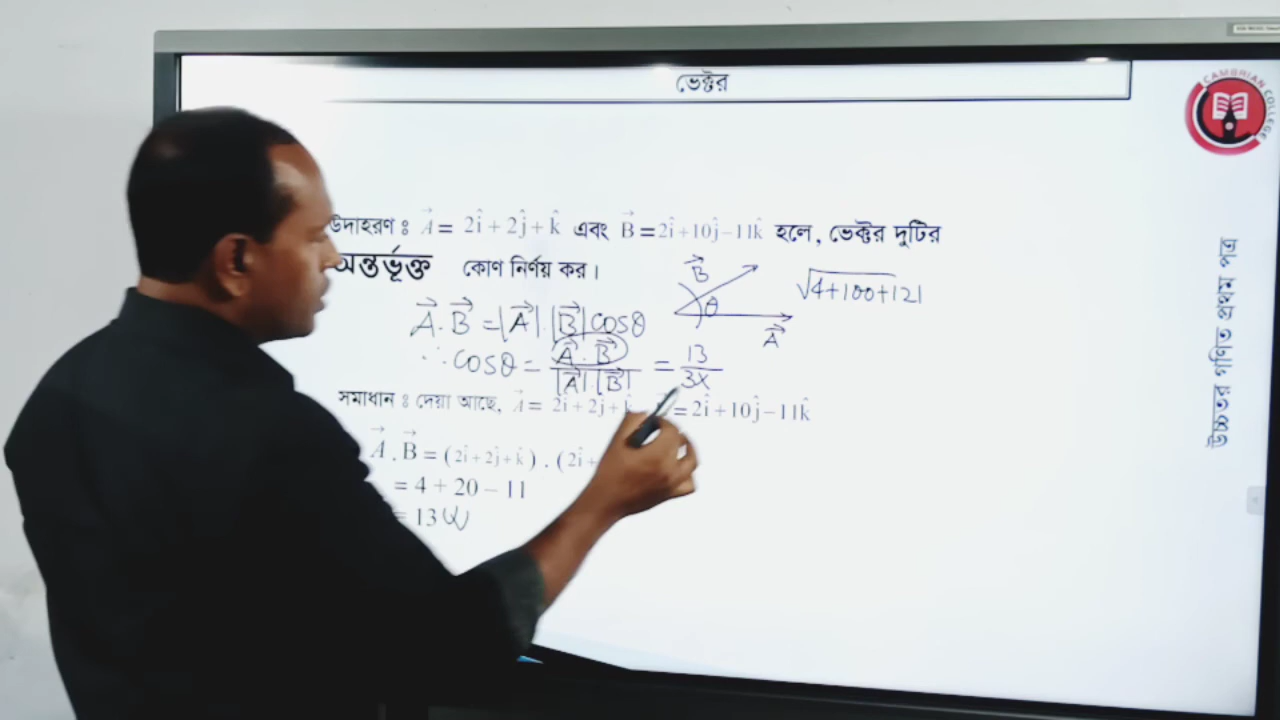 ভেক্টর
CAMBRIAN COLLEGE
উদাহরণ ঃ A⃗ = 2î + 2ĵ + k̂ এবং B⃗ = 2î + 10ĵ – 11k̂ হলে, ভেক্টর দুটির
অন্তর্ভূক্ত কোণ নির্ণয় কর।
B⃗ θ A⃗
√4+100+121
A⃗ . B⃗ = |A⃗| . |B⃗| cosθ
∴ cosθ = A⃗ . B⃗ / |A⃗| . |B⃗| = 13 / 3x
সমাধান ঃ দেয়া আছে, A⃗ = 2î + 2ĵ + k̂ = 2î + 10ĵ – 11k̂
A⃗ . B⃗ = (2î + 2ĵ + k̂) . (2î +
= 4 + 20 – 11
= 13
উচ্চতর গণিত প্রথম পত্র